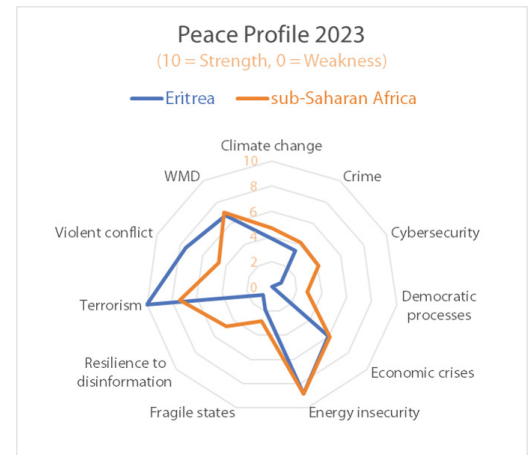 Peace Profile 2023
(10 = Strength, 0 = Weakness)
Eritrea sub-Saharan Africa
Climate change
10
8
6
4
2
0
Crime
Cybersecurity
Democratic
processes
Economic crises
Energy insecurity
Fragile states
Resilience to
disinformation
Terrorism
Violent conflict
WMD